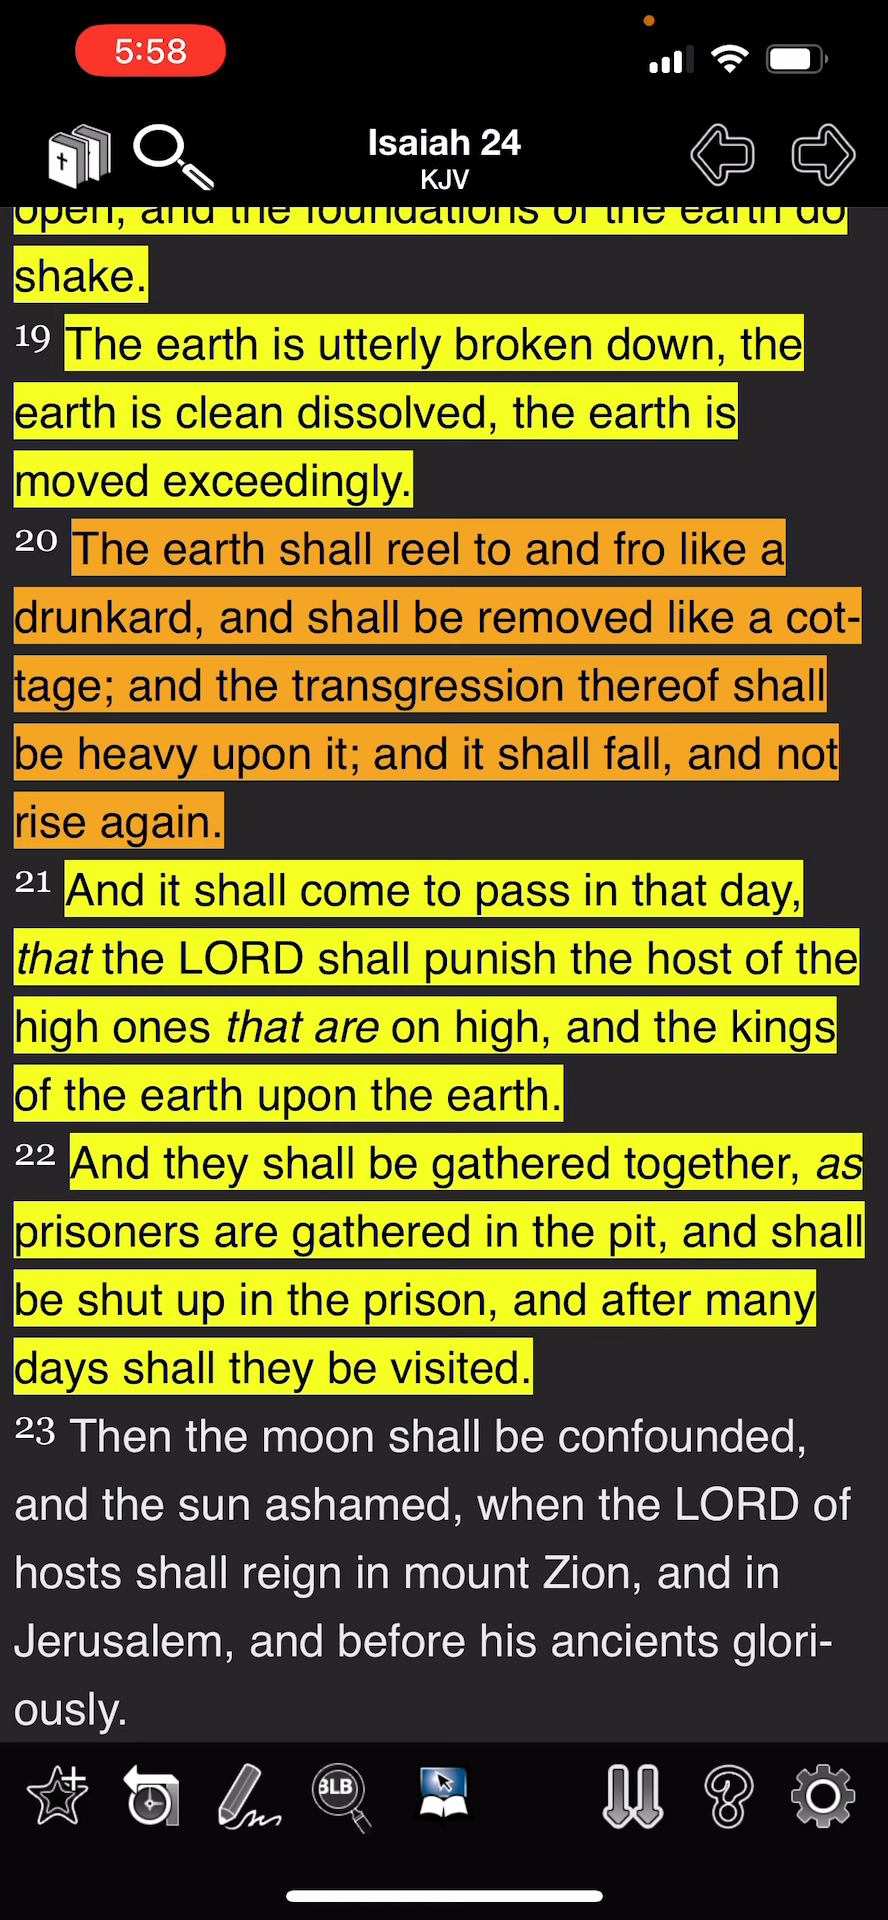 5:58
Isaiah 24
KJV
open, and the foundations of the earth do
shake.
19 The earth is utterly broken down, the
earth is clean dissolved, the earth is
moved exceedingly.
20 The earth shall reel to and fro like a
drunkard, and shall be removed like a cot-
tage; and the transgression thereof shall
be heavy upon it; and it shall fall, and not
rise again.
21 And it shall come to pass in that day,
that the LORD shall punish the host of the
high ones that are on high, and the kings
of the earth upon the earth.
22 And they shall be gathered together, as
prisoners are gathered in the pit, and shall
be shut up in the prison, and after many
days shall they be visited.
23 Then the moon shall be confounded,
and the sun ashamed, when the LORD of
hosts shall reign in mount Zion, and in
Jerusalem, and before his ancients glori-
ously.
BLB